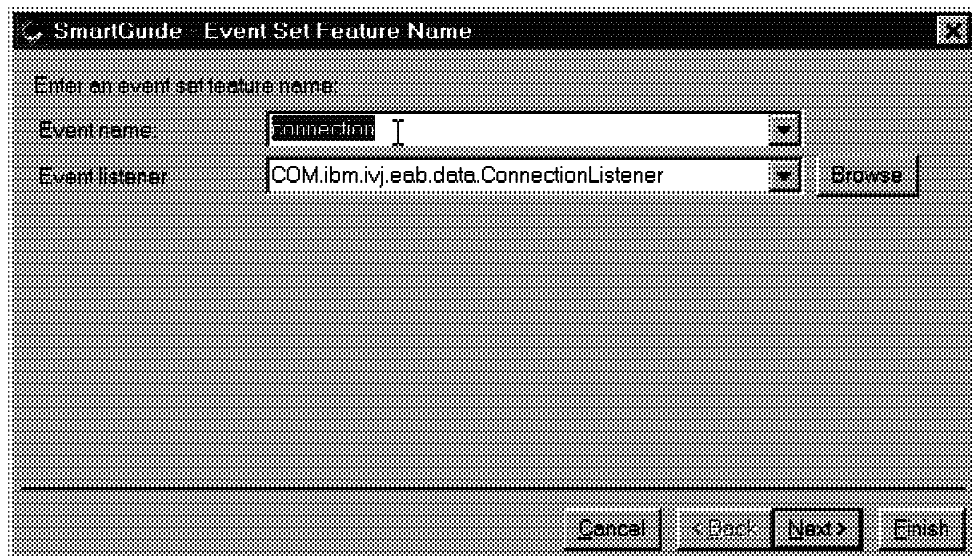 SmartGuide - Event Set Feature Name
Enter an event set feature name:
Event name: connection
Event listener COM.ibm.ivj.eab.data.ConnectionListener Browse
Cancel < Back Next > Finish